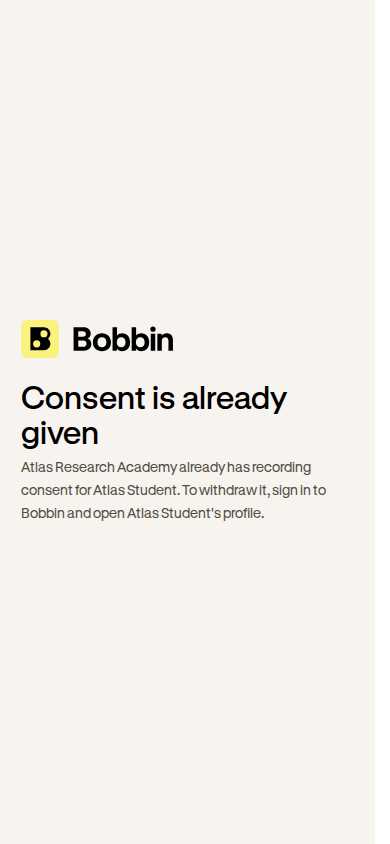 Bobbin
Consent is already
given
Atlas Research Academy already has recording
consent for Atlas Student. To withdraw it, sign in to
Bobbin and open Atlas Student's profile.